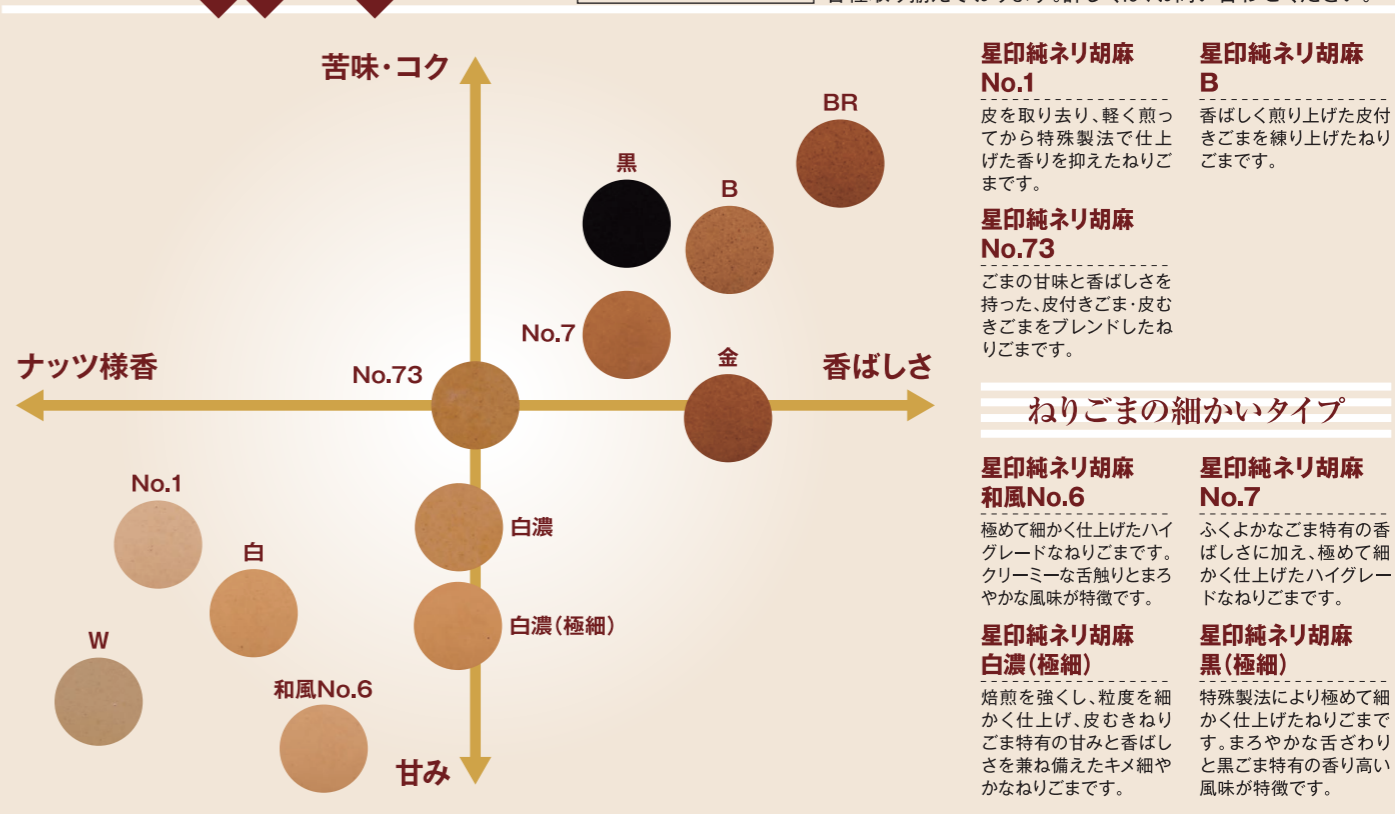 苦味・コク
BR
黒
B
No.7
金
ナッツ様香
No.73
香ばしさ
No.1
白濃
白
白濃（極細）
W
和風No.6
甘み
星印純ネリ胡麻
No.1
皮を取り去り、軽く煎っ
てから特殊製法で仕上
げた香りを抑えたねりご
まです。
星印純ネリ胡麻
B
香ばしく煎り上げた皮付
きごまを練り上げたねり
ごまです。
星印純ネリ胡麻
No.73
ごまの甘味と香ばしさを
持った、皮付きごま・皮む
きごまをブレンドしたね
りごまです。
ねりごまの細かいタイプ
星印純ネリ胡麻
和風No.6
極めて細かく仕上げたハイ
グレードなねりごまです。
クリーミーな舌触りとまろ
やかな風味が特徴です。
星印純ネリ胡麻
No.7
ふくよかなごま特有の香
ばしさに加え、極めて細
かく仕上げたハイグレー
ドなねりごまです。
星印純ネリ胡麻
白濃（極細）
焙煎を強くし、粒度を細
かく仕上げ、皮むきねり
ごま特有の甘みと香ばし
さを兼ね備えたキメ細や
かなねりごまです。
星印純ネリ胡麻
黒（極細）
特殊製法により極めて細
かく仕上げたねりごまで
す。まろやかな舌ざわり
と黒ごま特有の香り高い
風味が特徴です。